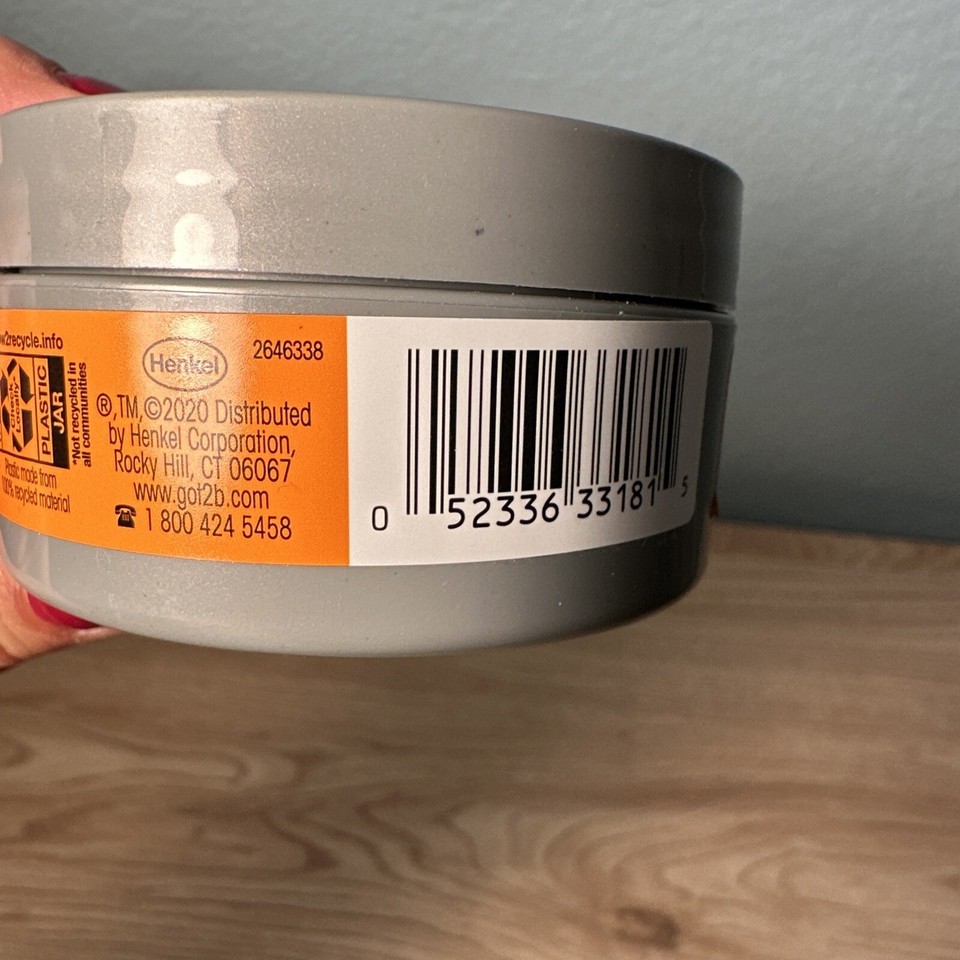 w2recycle.info
Check
Locally*
PLASTIC
JAR
*Not recycled in
all communities
Plastic made from
100% recycled material
Henkel
2646338
®,TM,©2020 Distributed
by Henkel Corporation,
Rocky Hill, CT 06067
www.got2b.com
☎ 1 800 424 5458
0 52336 33181 5